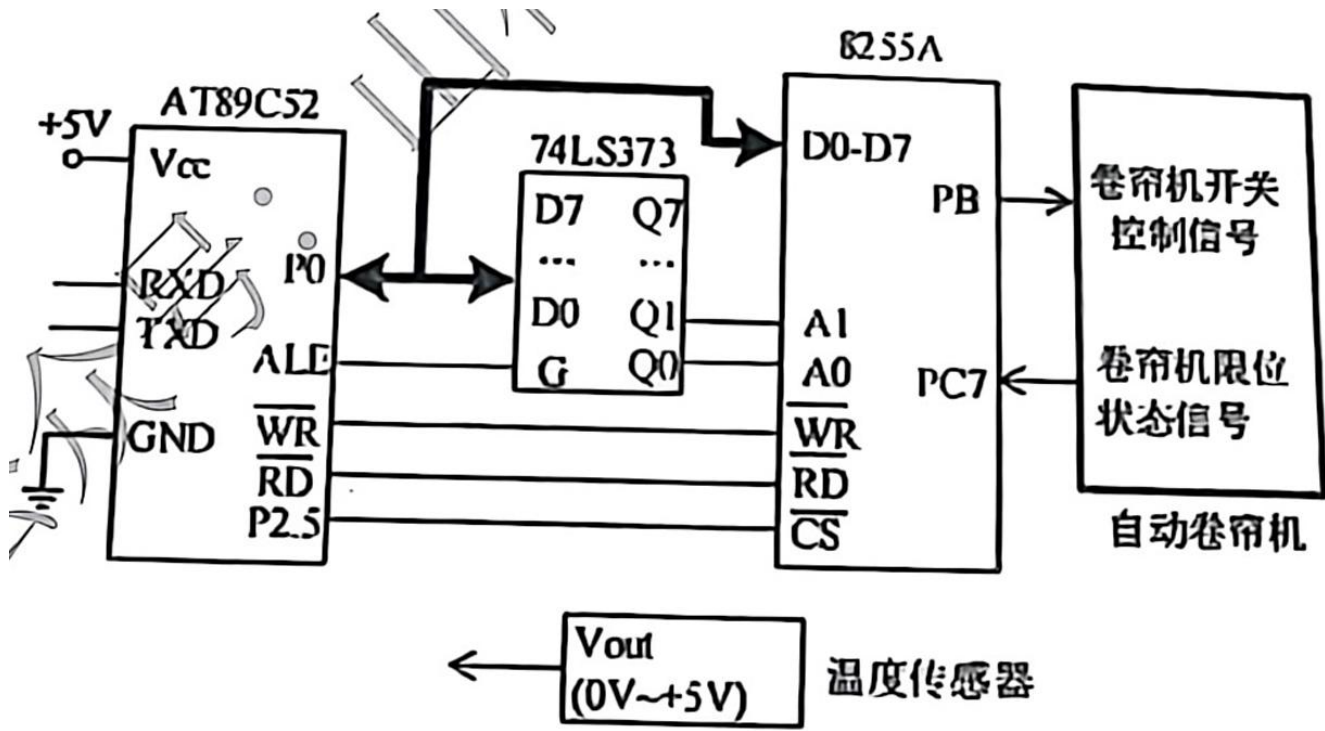 8255A
AT89C52
+5V
Vcc
74LS373
D7 Q7
... ...
D0 Q1
G Q0
D0-D7
PB
A1
A0
PC7
WR
RD
CS
卷帘机开关
控制信号
卷帘机限位
状态信号
自动卷帘机
P0
RXD
TXD
ALE
GND
WR
RD
P2.5
Vout
(0V~+5V)
温度传感器